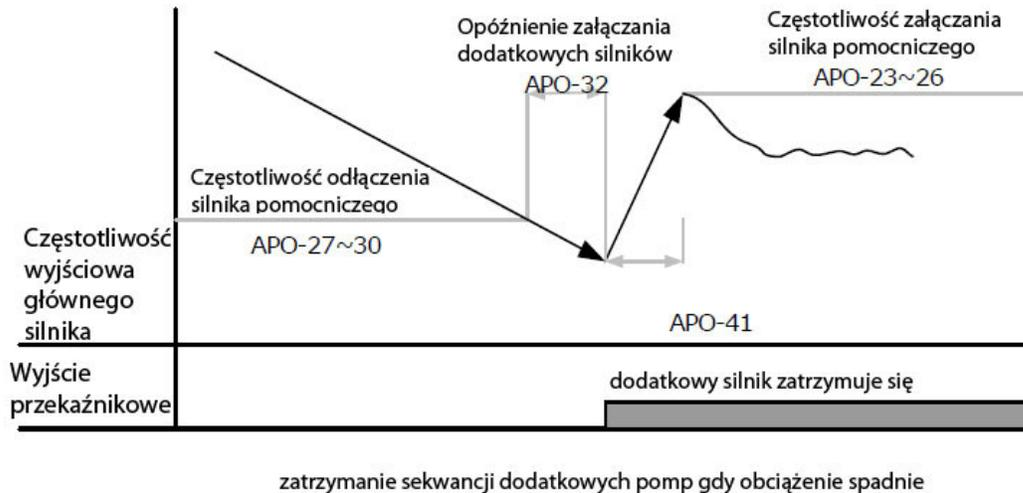 Opóźnienie załączania
dodatkowych silników
APO-32
Częstotliwość załączania
silnika pomocniczego
APO-23~26
Częstotliwość odłączenia
silnika pomocniczego
APO-27~30
Częstotliwość
wyjściowa
głównego
silnika
APO-41
Wyjście
przekaźnikowe
dodatkowy silnik zatrzymuje się
zatrzymanie sekwancji dodatkowych pomp gdy obciążenie spadnie